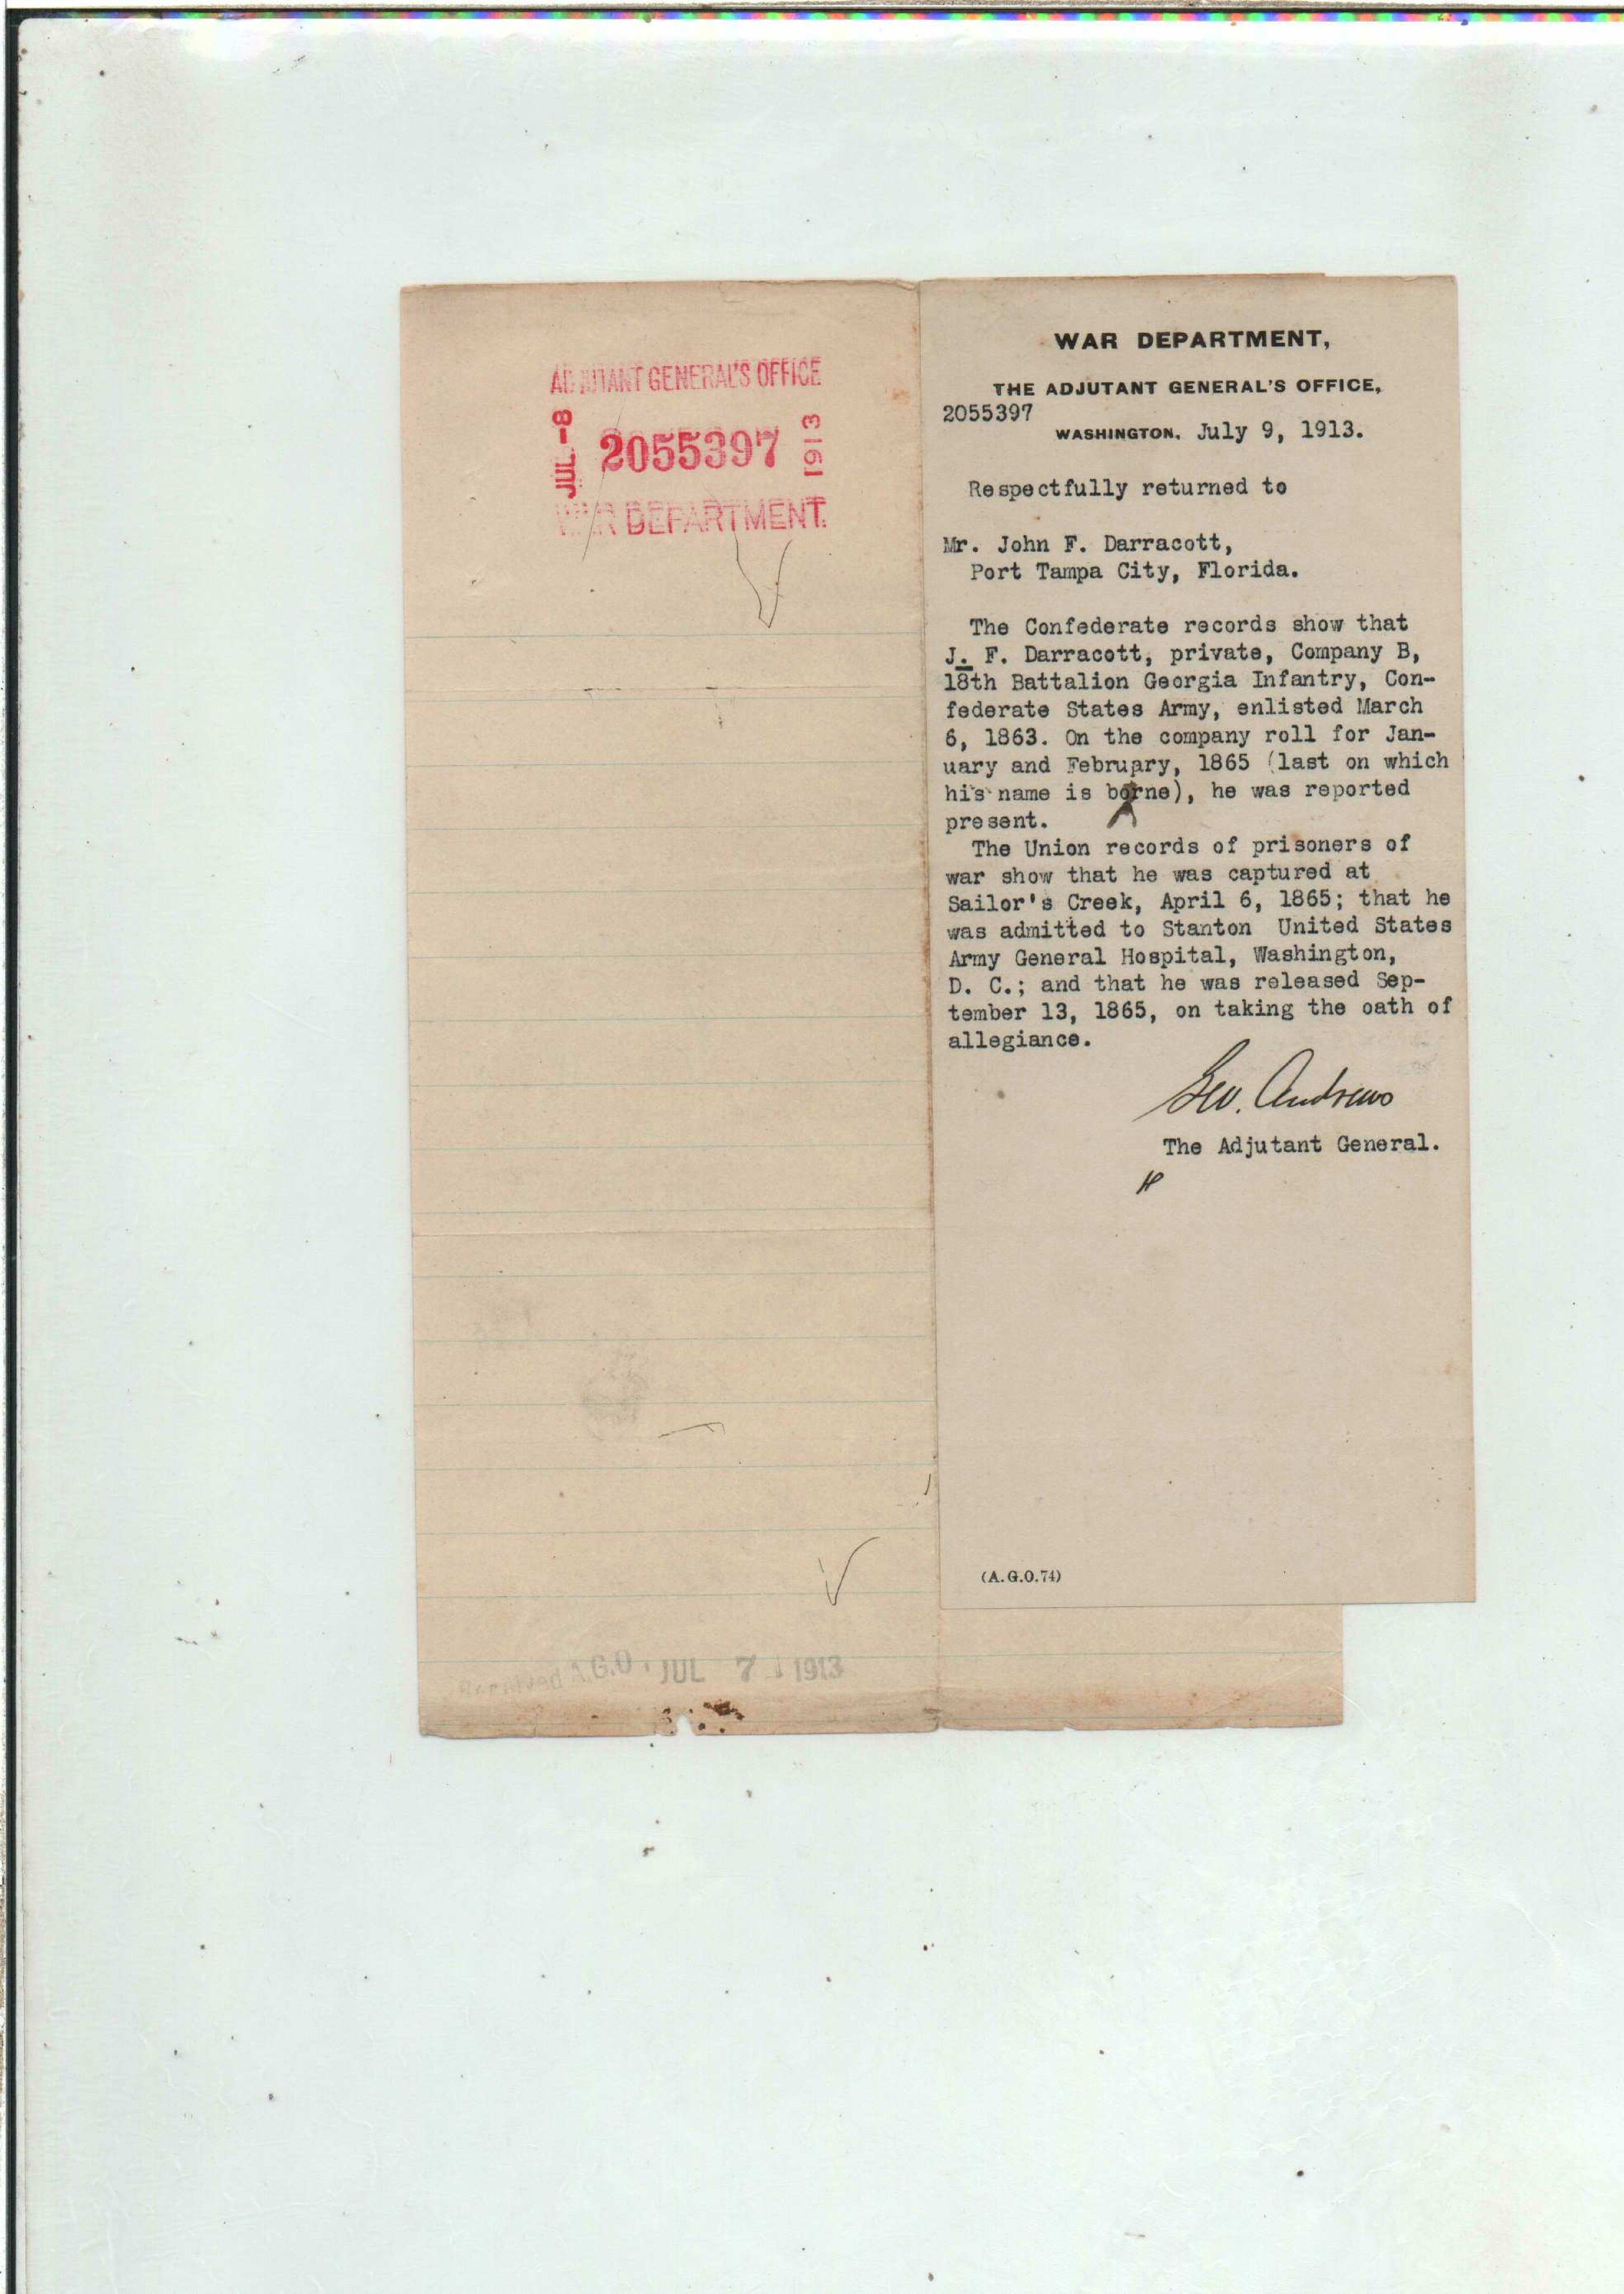 ADJUTANT GENERAL'S OFFICE
JUL -8
2055397
1913
WAR DEPARTMENT.
Received A.G.O. JUL 7 1913
WAR DEPARTMENT,
THE ADJUTANT GENERAL'S OFFICE,
2055397
WASHINGTON, July 9, 1913.
Respectfully returned to
Mr. John F. Darracott,
Port Tampa City, Florida.
The Confederate records show that
J. F. Darracott, private, Company B,
18th Battalion Georgia Infantry, Con-
federate States Army, enlisted March
6, 1863. On the company roll for Jan-
uary and February, 1865 (last on which
his name is borne), he was reported
present.
The Union records of prisoners of
war show that he was captured at
Sailor's Creek, April 6, 1865; that he
was admitted to Stanton United States
Army General Hospital, Washington,
D. C.; and that he was released Sep-
tember 13, 1865, on taking the oath of
allegiance.
Geo. Andrews
The Adjutant General.
(A.G.O.74)